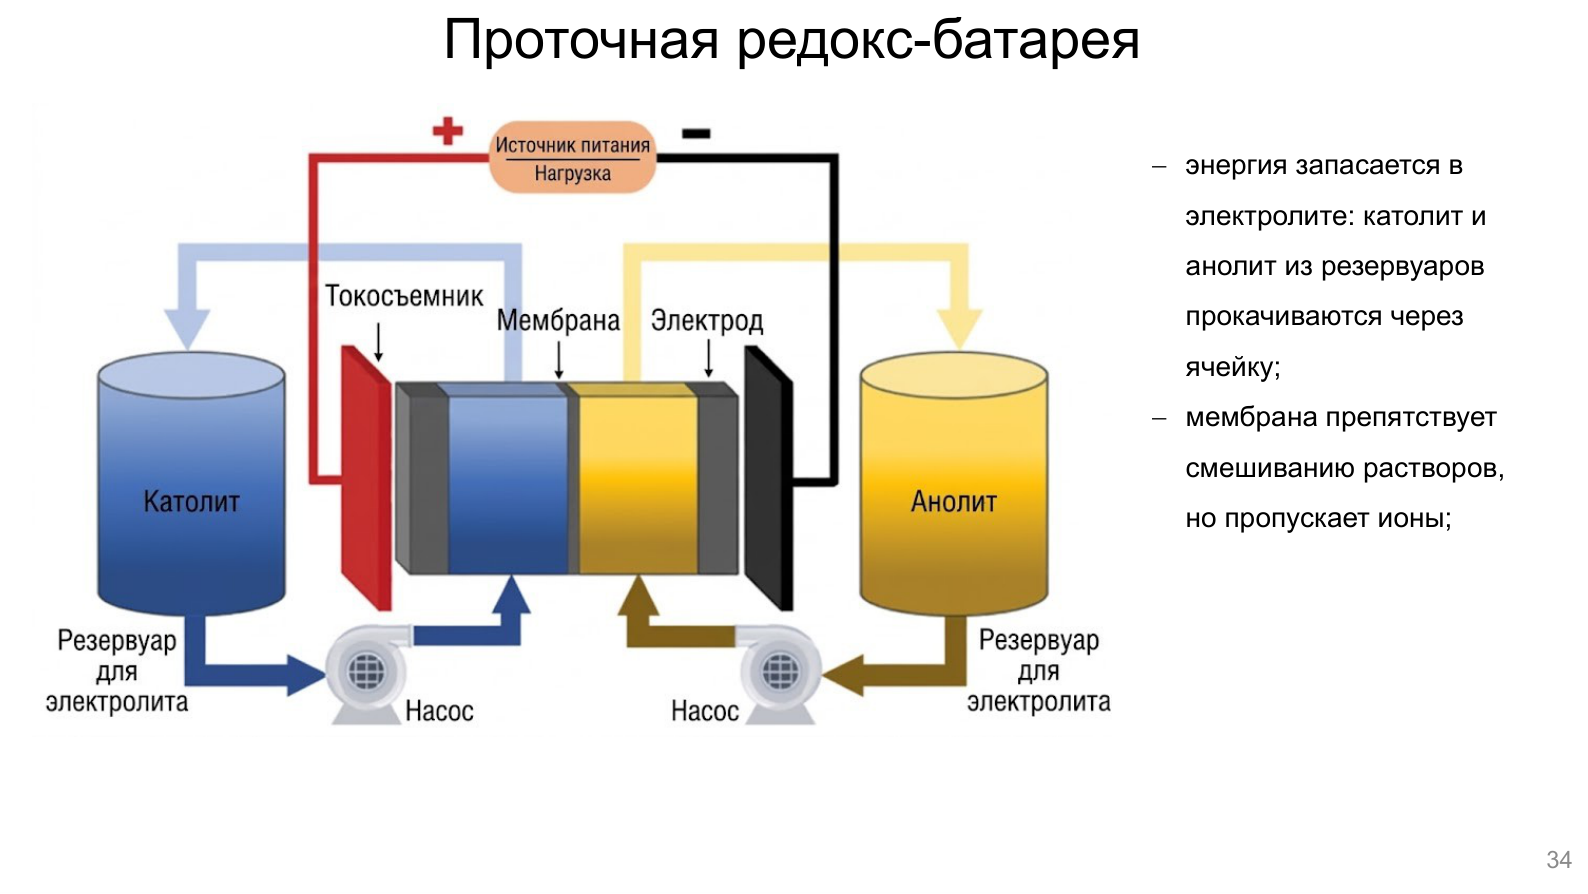 Проточная редокс-батарея
+
−
Источник питания
Нагрузка
Токосъемник
Мембрана
Электрод
Католит
Анолит
Резервуар
для
электролита
Насос
Насос
Резервуар
для
электролита
– энергия запасается в
электролите: католит и
анолит из резервуаров
прокачиваются через
ячейку;
– мембрана препятствует
смешиванию растворов,
но пропускает ионы;
34